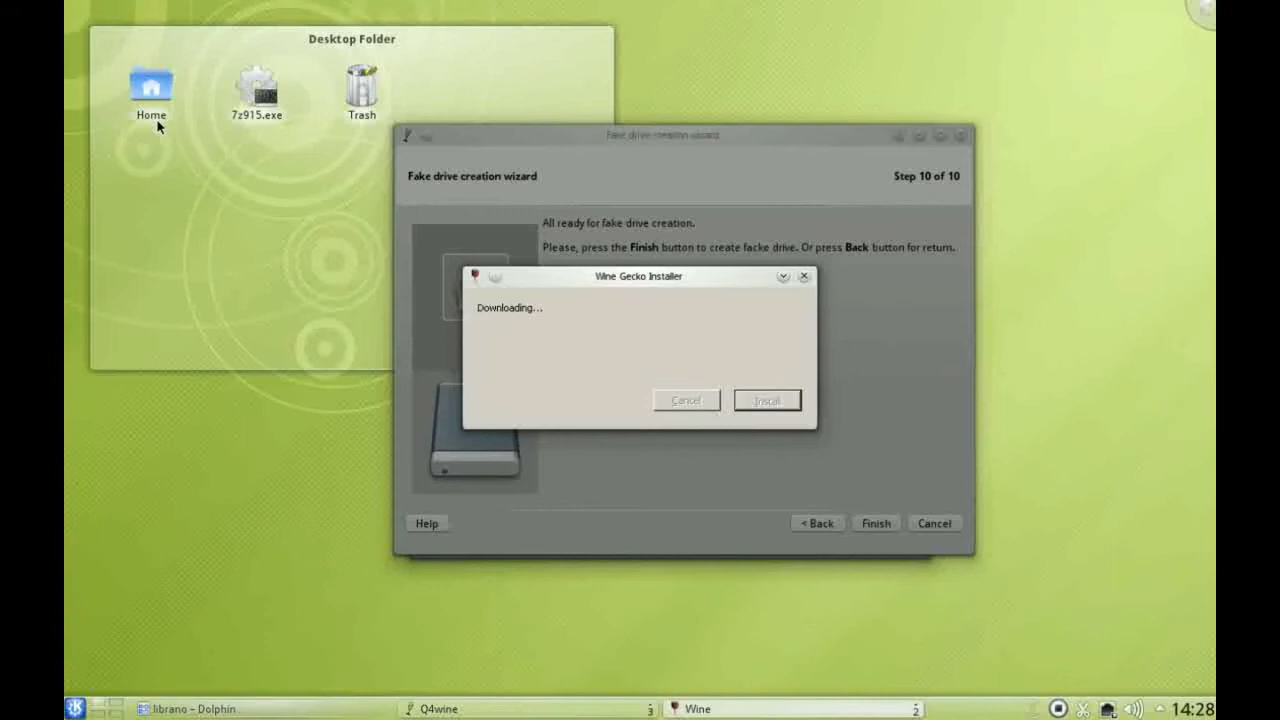 Desktop Folder
Home
7z915.exe
Trash
Fake drive creation wizard
Fake drive creation wizard
Step 10 of 10
All ready for fake drive creation.
Please, press the Finish button to create facke drive. Or press Back button for return.
Wine Gecko Installer
Downloading...
Cancel
Install
Help
< Back
Finish
Cancel
librano – Dolphin
Q4wine
3
Wine
2
14:28